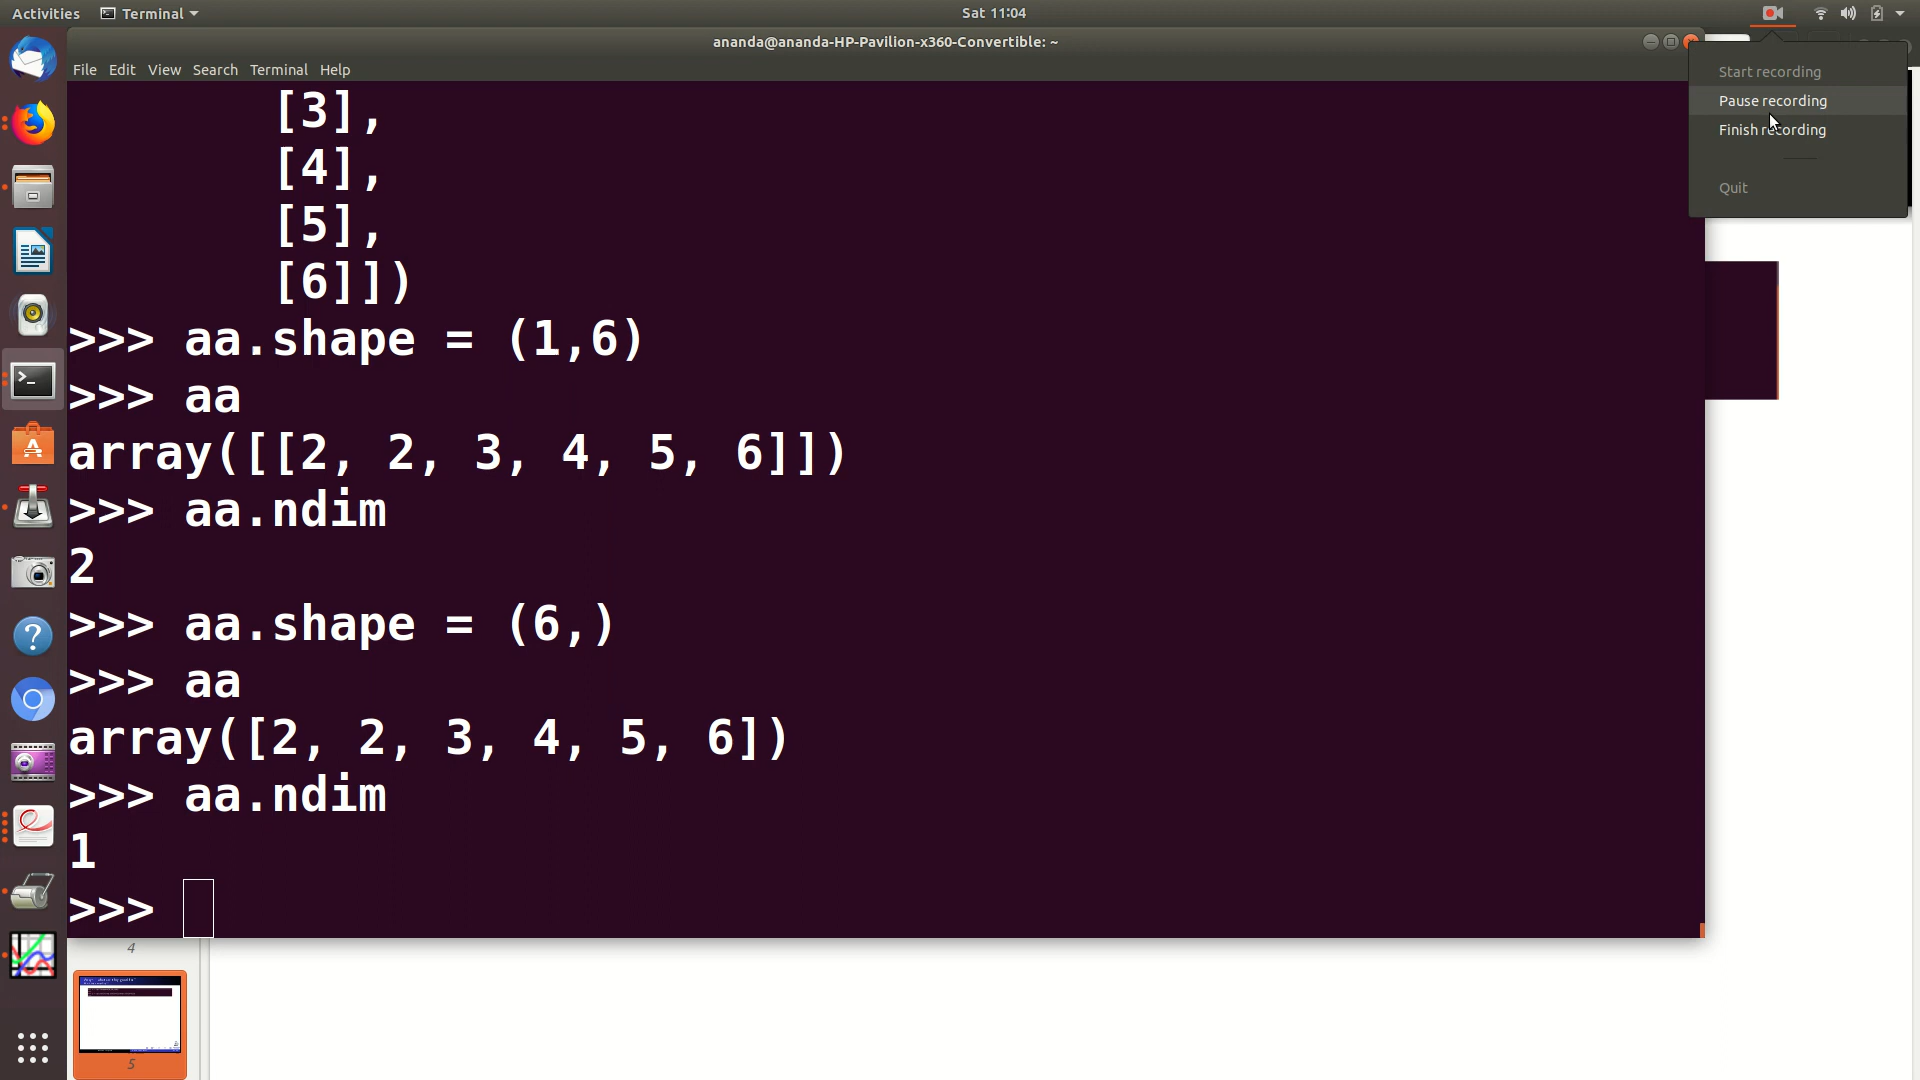 Activities Terminal Sat 11:04
ananda@ananda-HP-Pavilion-x360-Convertible: ~
File Edit View Search Terminal Help
Start recording
Pause recording
Finish recording
Quit
[3],
[4],
[5],
[6]])
>>> aa.shape = (1,6)
>>> aa
array([[2, 2, 3, 4, 5, 6]])
>>> aa.ndim
2
>>> aa.shape = (6,)
>>> aa
array([2, 2, 3, 4, 5, 6])
>>> aa.ndim
1
>>>
4
5